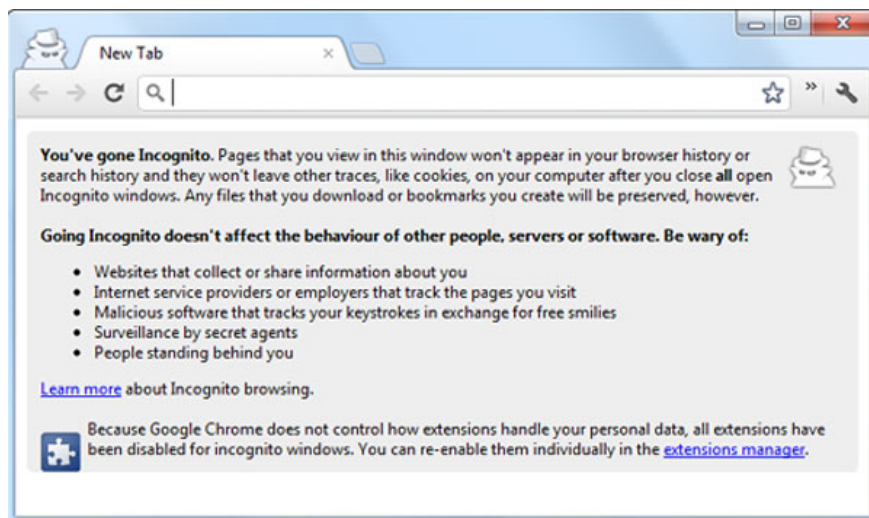 New Tab
You've gone Incognito. Pages that you view in this window won't appear in your browser history or
search history and they won't leave other traces, like cookies, on your computer after you close all open
Incognito windows. Any files that you download or bookmarks you create will be preserved, however.
Going Incognito doesn't affect the behaviour of other people, servers or software. Be wary of:
• Websites that collect or share information about you
• Internet service providers or employers that track the pages you visit
• Malicious software that tracks your keystrokes in exchange for free smilies
• Surveillance by secret agents
• People standing behind you
Learn more about Incognito browsing.
Because Google Chrome does not control how extensions handle your personal data, all extensions have
been disabled for incognito windows. You can re-enable them individually in the extensions manager.